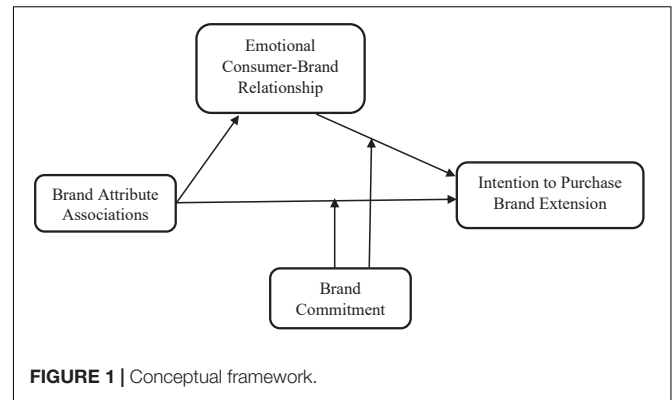 Emotional
Consumer-Brand
Relationship
Brand Attribute
Associations
Intention to Purchase
Brand Extension
Brand
Commitment
FIGURE 1 | Conceptual framework.